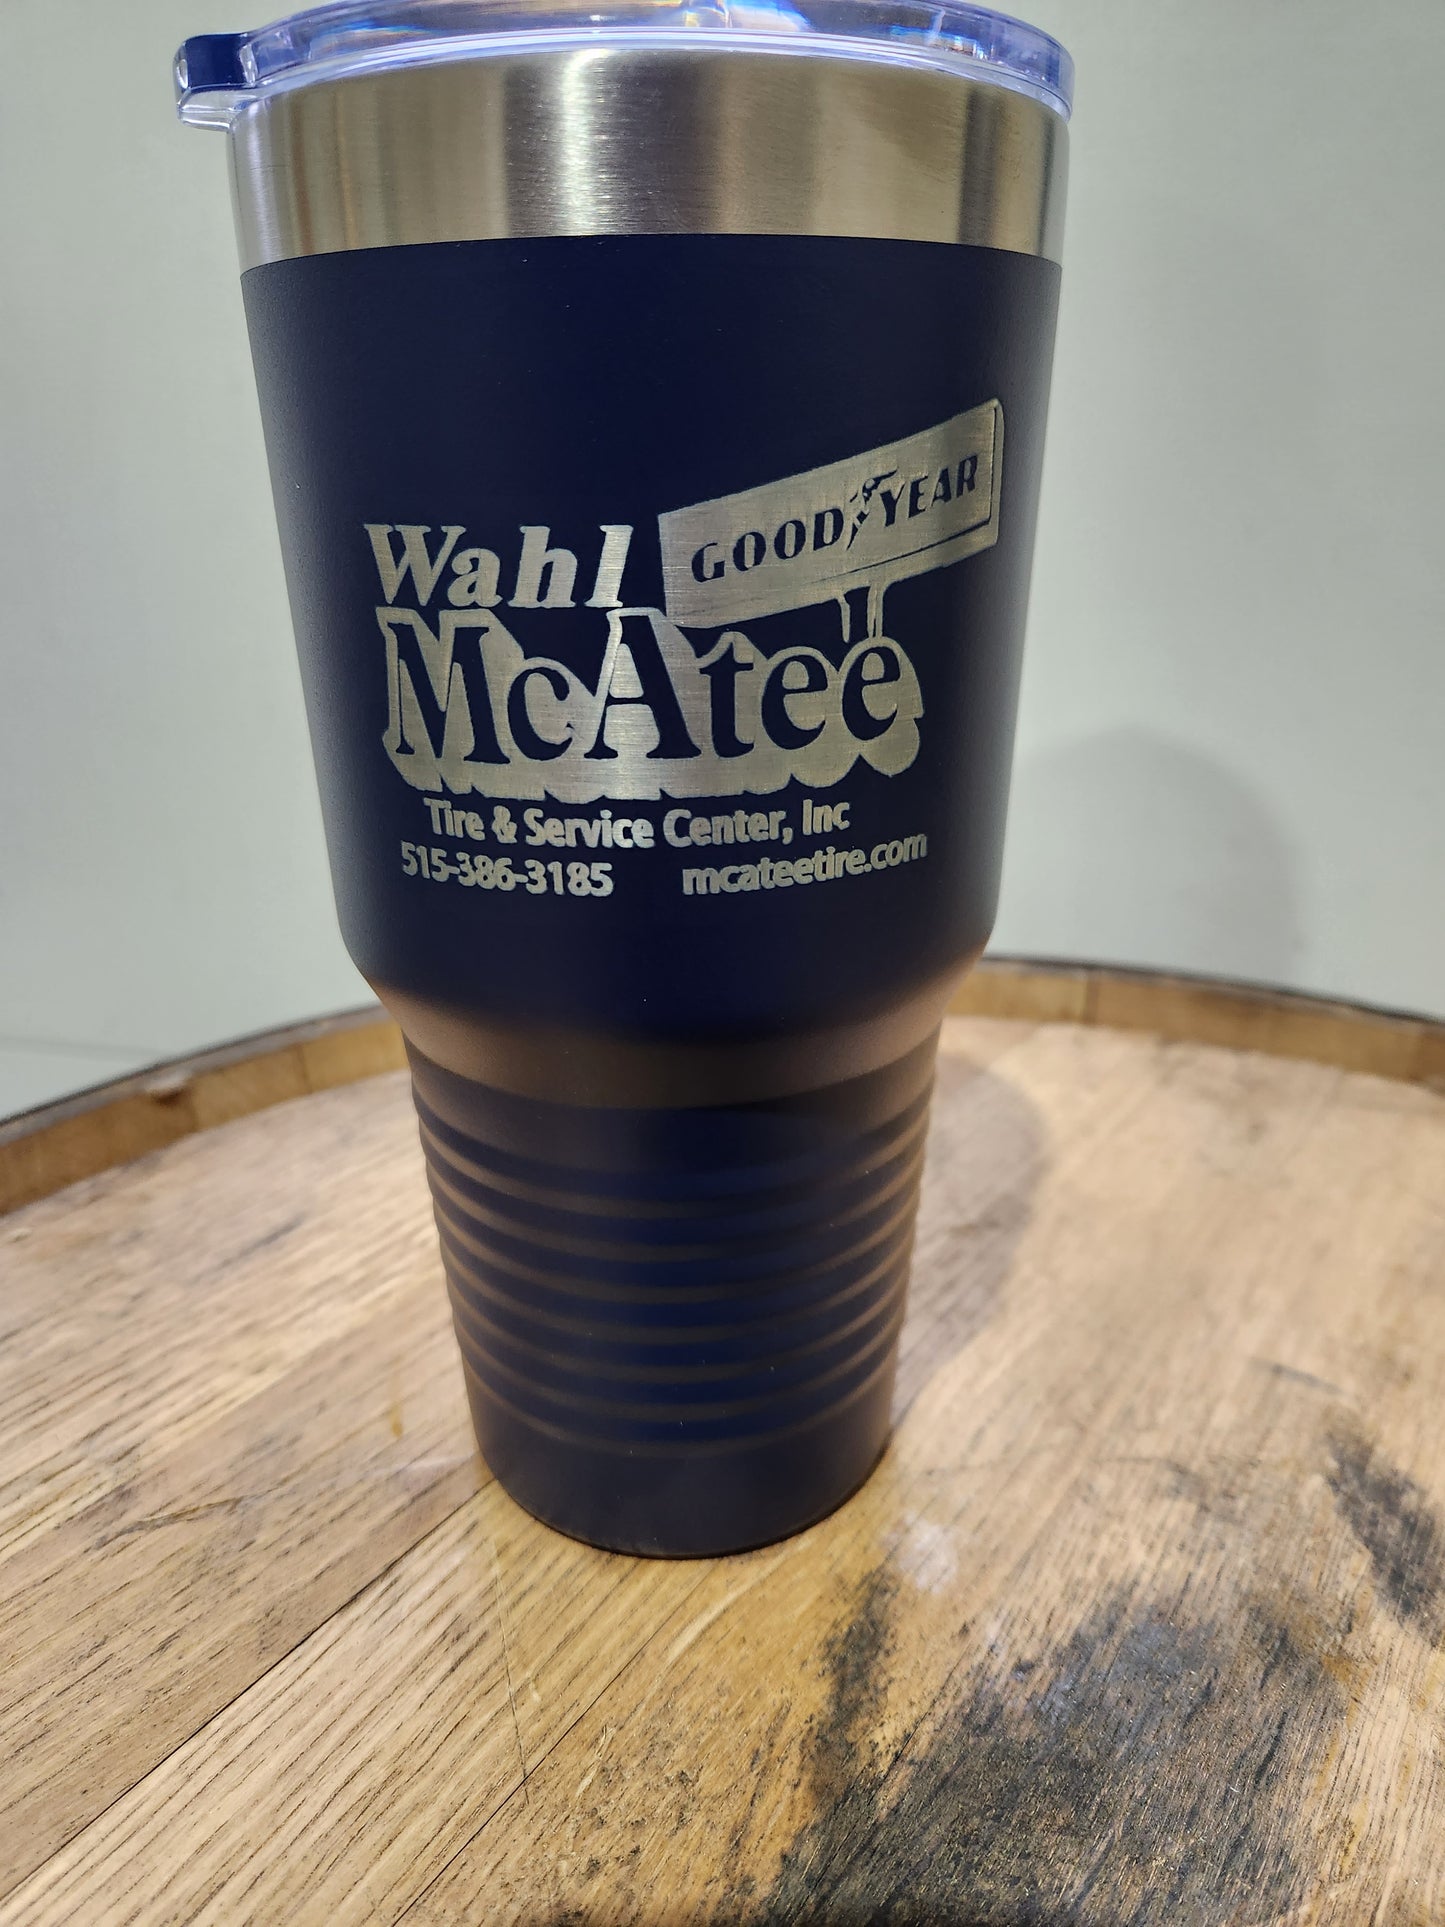 GOODYEAR
Wahl
McAtee
Tire & Service Center, Inc
515-386-3185 mcateetire.com